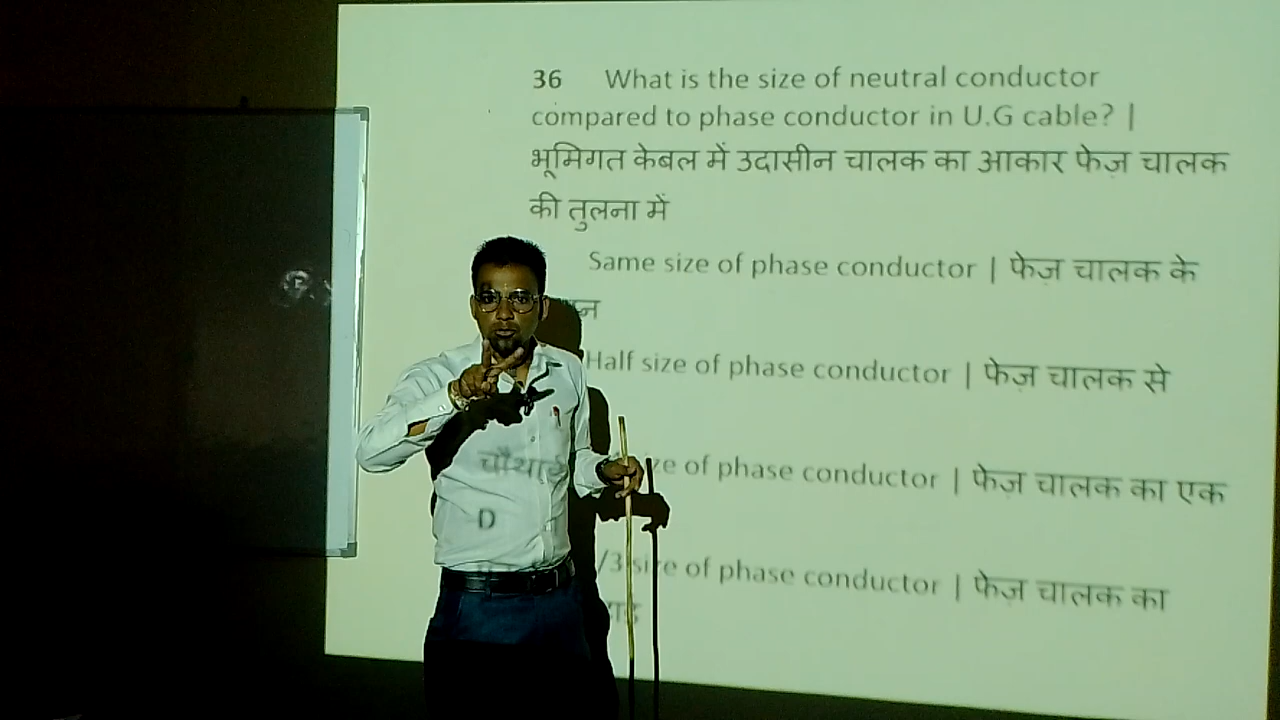 36 What is the size of neutral conductor
compared to phase conductor in U.G cable? |
भूमिगत केबल में उदासीन चालक का आकार फेज़ चालक
की तुलना में
Same size of phase conductor | फेज़ चालक के
Half size of phase conductor | फेज़ चालक से
of phase conductor | फेज़ चालक का एक
चौथाई
D
/3 size of phase conductor | फेज़ चालक का